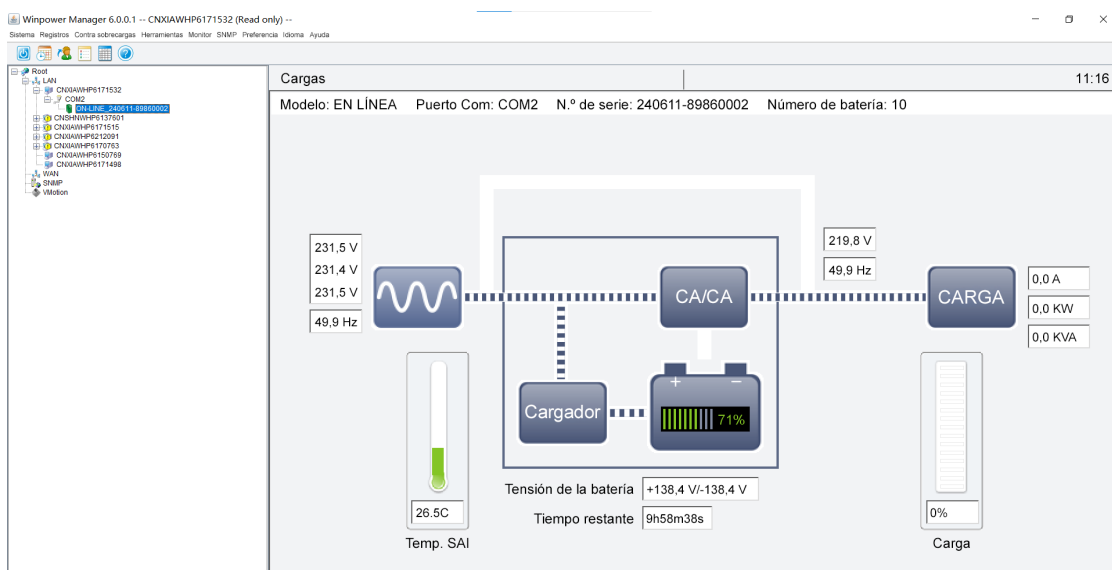 Winpower Manager 6.0.0.1 -- CNXIAWHP6171532 (Read only) --
Sistema Registros Contra sobrecargas Herramientas Monitor SNMP Preferencia Idioma Ayuda
Root
LAN
CNXIAWHP6171532
COM2
ON-LINE_240611-89860002
CNSHNWHP6137601
CNXIAWHP6171515
CNXIAWHP6212091
CNXIAWHP6170763
CNXIAWHP6150769
CNXIAWHP6171498
WAN
SNMP
VMotion
Cargas 11:16
Modelo: EN LÍNEA Puerto Com: COM2 N.º de serie: 240611-89860002 Número de batería: 10
231,5 V
231,4 V
231,5 V
49,9 Hz
CA/CA
219,8 V
49,9 Hz
CARGA
0,0 A
0,0 KW
0,0 KVA
Cargador
+ −
71%
Tensión de la batería +138,4 V/-138,4 V
Tiempo restante 9h58m38s
26.5C
Temp. SAI
0%
Carga